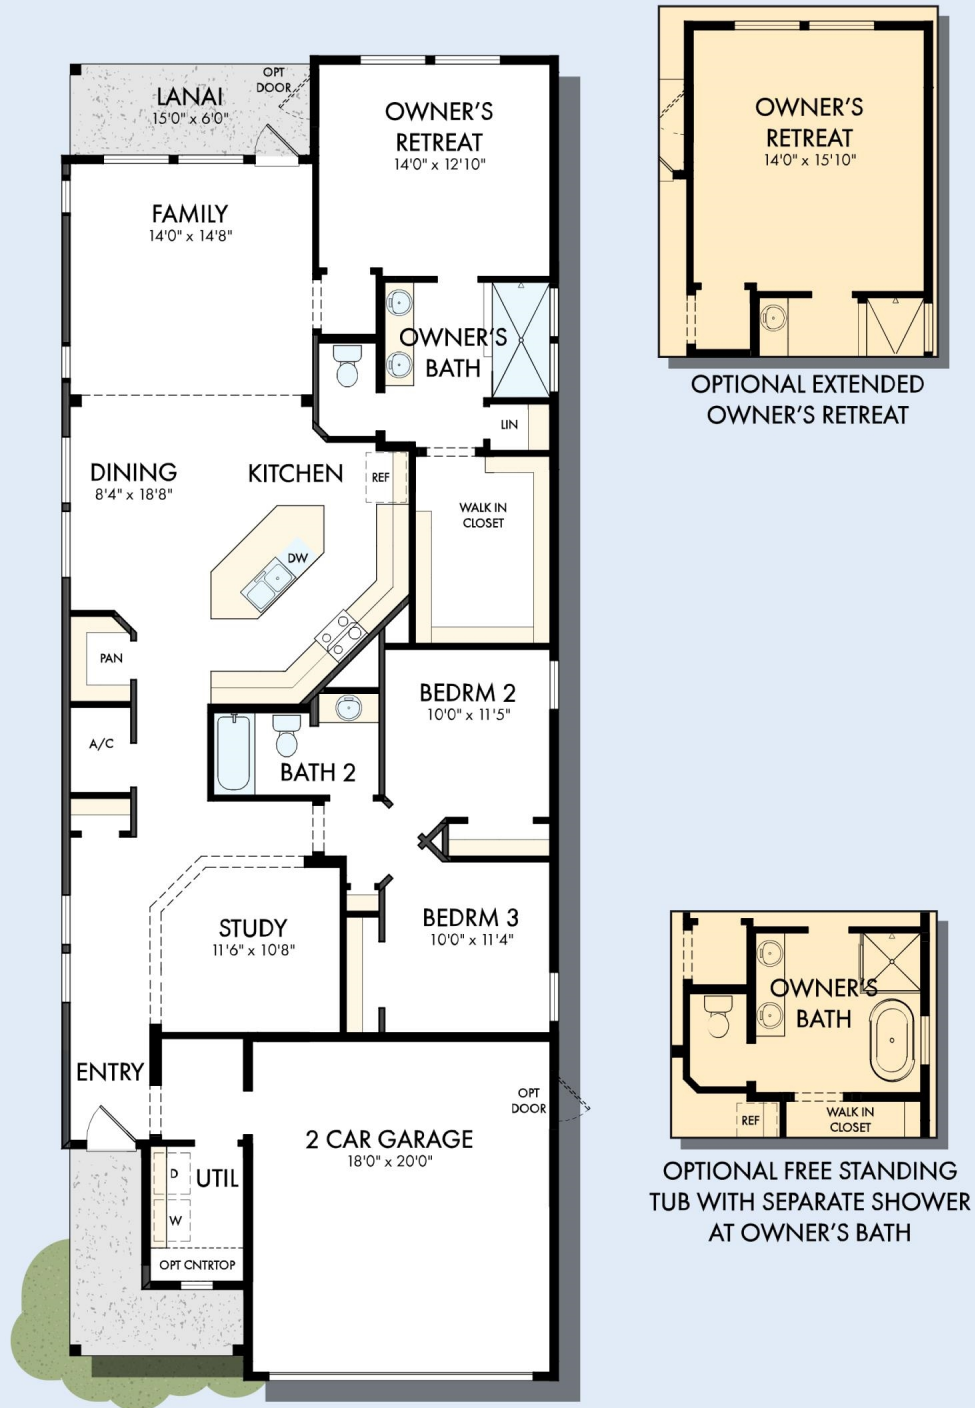 OPT
DOOR
LANAI
15'0" x 6'0"
OWNER'S
RETREAT
14'0" x 12'10"
FAMILY
14'0" x 14'8"
OWNER'S
BATH
LIN
DINING
8'4" x 18'8"
KITCHEN
REF
WALK IN
CLOSET
DW
PAN
BEDRM 2
10'0" x 11'5"
A/C
BATH 2
STUDY
11'6" x 10'8"
BEDRM 3
10'0" x 11'4"
ENTRY
OPT
DOOR
2 CAR GARAGE
18'0" x 20'0"
D
UTIL
W
OPT CNTRTOP
OWNER'S
RETREAT
14'0" x 15'10"
OPTIONAL EXTENDED
OWNER'S RETREAT
OWNER'S
BATH
REF
WALK IN
CLOSET
OPTIONAL FREE STANDING
TUB WITH SEPARATE SHOWER
AT OWNER'S BATH